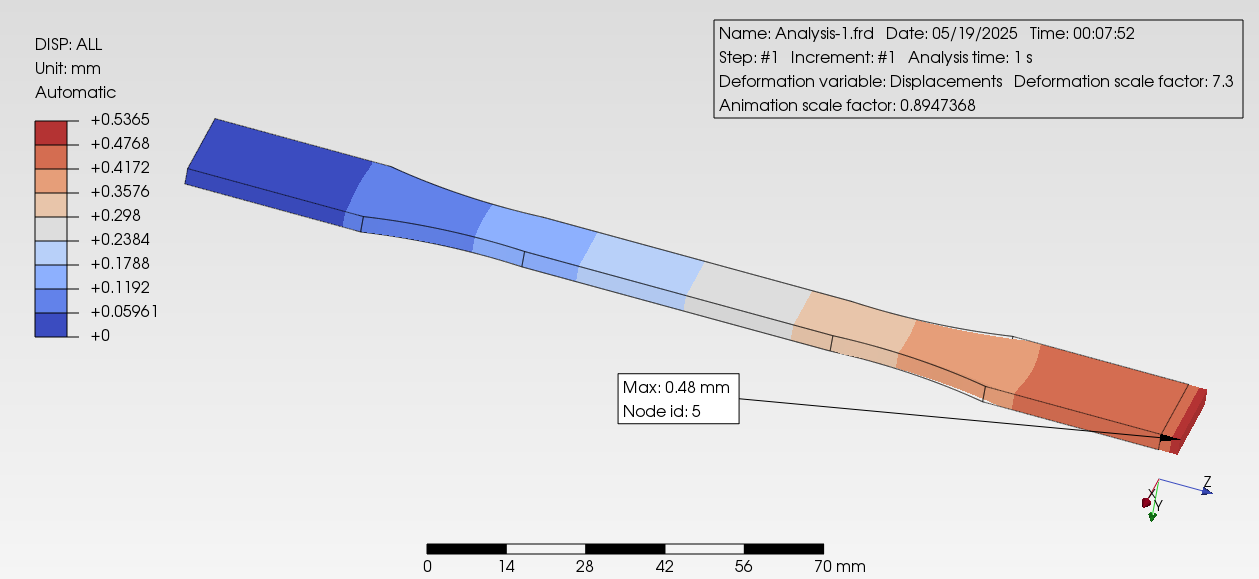 DISP: ALL
Unit: mm
Automatic
+0.5365
+0.4768
+0.4172
+0.3576
+0.298
+0.2384
+0.1788
+0.1192
+0.05961
+0
Name: Analysis-1.frd Date: 05/19/2025 Time: 00:07:52
Step: #1 Increment: #1 Analysis time: 1 s
Deformation variable: Displacements Deformation scale factor: 7.3
Animation scale factor: 0.8947368
Max: 0.48 mm
Node id: 5
Z
X
Y
0 14 28 42 56 70 mm